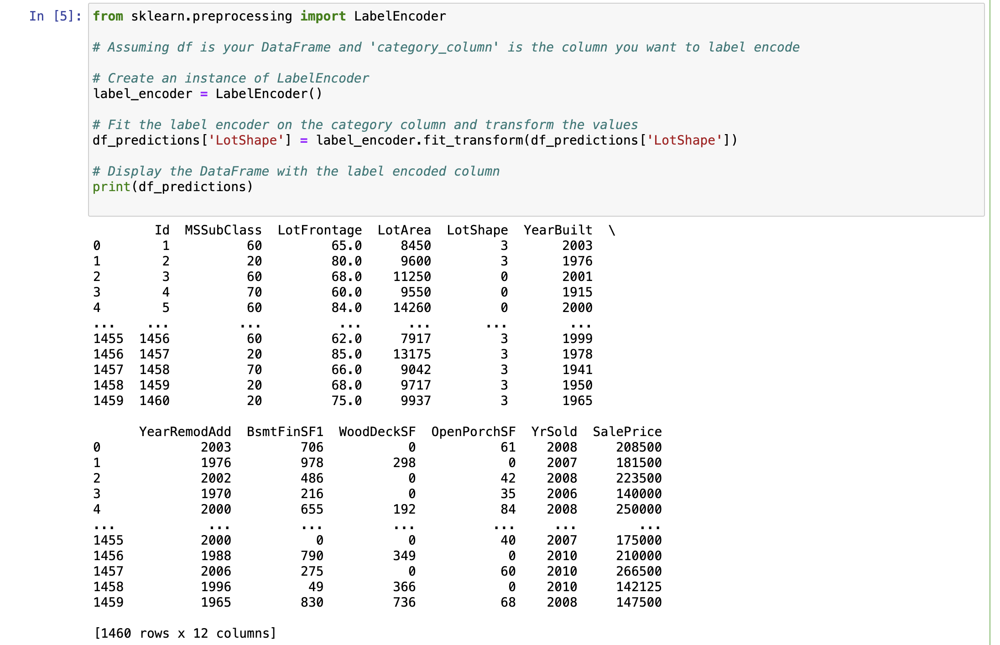 In [5]: from sklearn.preprocessing import LabelEncoder
# Assuming df is your DataFrame and 'category_column' is the column you want to label encode
# Create an instance of LabelEncoder
label_encoder = LabelEncoder()
# Fit the label encoder on the category column and transform the values
df_predictions['LotShape'] = label_encoder.fit_transform(df_predictions['LotShape'])
# Display the DataFrame with the label encoded column
print(df_predictions)
Id MSSubClass LotFrontage LotArea LotShape YearBuilt \
0 1 60 65.0 8450 3 2003
1 2 20 80.0 9600 3 1976
2 3 60 68.0 11250 0 2001
3 4 70 60.0 9550 0 1915
4 5 60 84.0 14260 0 2000
... ... ... ... ... ... ...
1455 1456 60 62.0 7917 3 1999
1456 1457 20 85.0 13175 3 1978
1457 1458 70 66.0 9042 3 1941
1458 1459 20 68.0 9717 3 1950
1459 1460 20 75.0 9937 3 1965
YearRemodAdd BsmtFinSF1 WoodDeckSF OpenPorchSF YrSold SalePrice
0 2003 706 0 61 2008 208500
1 1976 978 298 0 2007 181500
2 2002 486 0 42 2008 223500
3 1970 216 0 35 2006 140000
4 2000 655 192 84 2008 250000
... ... ... ... ... ... ...
1455 2000 0 0 40 2007 175000
1456 1988 790 349 0 2010 210000
1457 2006 275 0 60 2010 266500
1458 1996 49 366 0 2010 142125
1459 1965 830 736 68 2008 147500
[1460 rows x 12 columns]